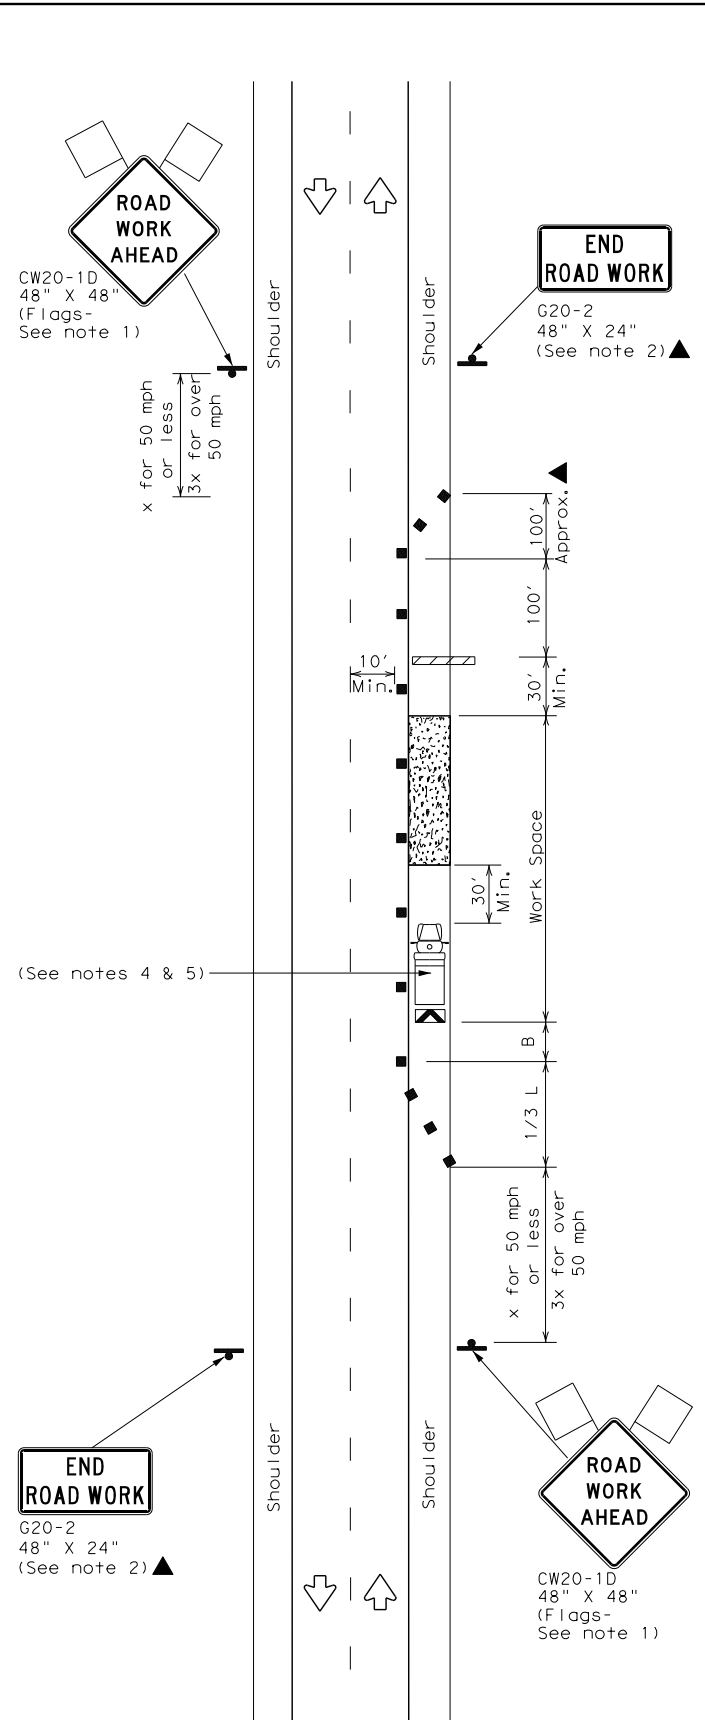 ROAD
WORK
AHEAD
CW20-1D
48" X 48"
(Flags-
See note 1)
END
ROAD WORK
G20-2
48" X 24"
(See note 2)
Shoulder
Shoulder
x for 50 mph
or less
3x for over
50 mph
100'
Approx.
100'
10'
Min.
30'
Min.
Work Space
30'
Min.
(See notes 4 & 5)
B
1/3 L
x for 50 mph
or less
3x for over
50 mph
Shoulder
Shoulder
END
ROAD WORK
G20-2
48" X 24"
(See note 2)
ROAD
WORK
AHEAD
CW20-1D
48" X 48"
(Flags-
See note 1)